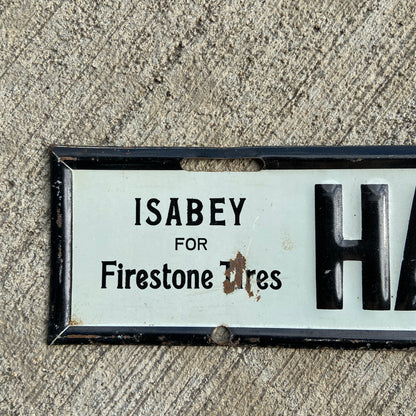 ISABEY
FOR
Firestone Tires
HA